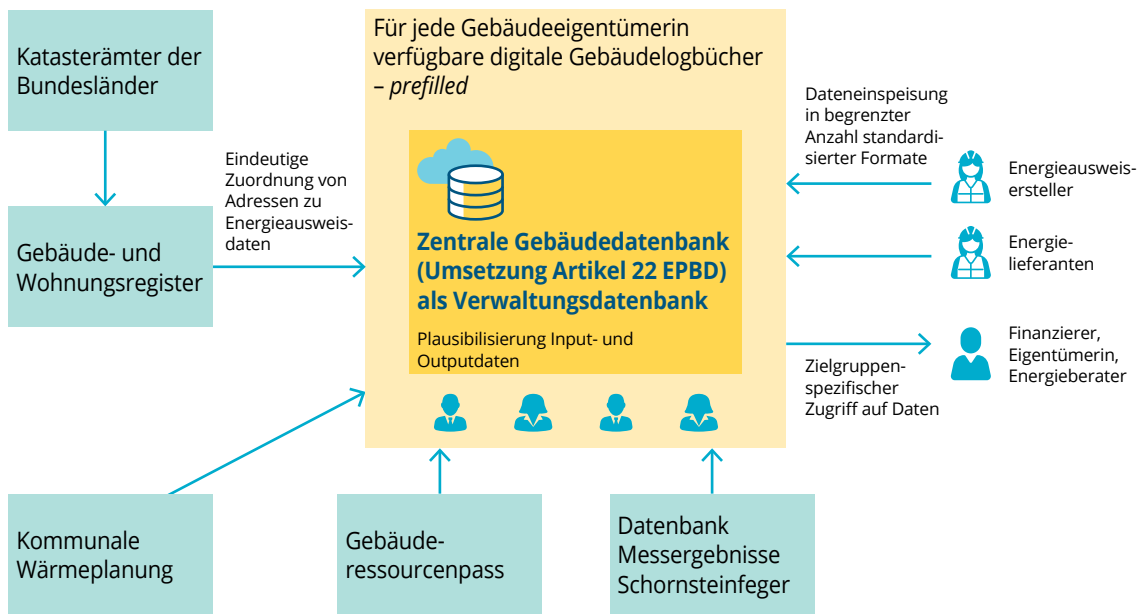 Katasterämter der
Bundesländer
Gebäude- und
Wohnungsregister
Eindeutige
Zuordnung von
Adressen zu
Energieausweis-
daten
Für jede Gebäudeeigentümerin
verfügbare digitale Gebäudelogbücher
– prefilled
Zentrale Gebäudedatenbank
(Umsetzung Artikel 22 EPBD)
als Verwaltungsdatenbank
Plausibilisierung Input- und
Outputdaten
Dateneinspeisung
in begrenzter
Anzahl standardi-
sierter Formate
Energieausweis-
ersteller
Energie-
lieferanten
Finanzierer,
Eigentümerin,
Energieberater
Zielgruppen-
spezifischer
Zugriff auf Daten
Kommunale
Wärmeplanung
Gebäude-
ressourcenpass
Datenbank
Messergebnisse
Schornsteinfeger